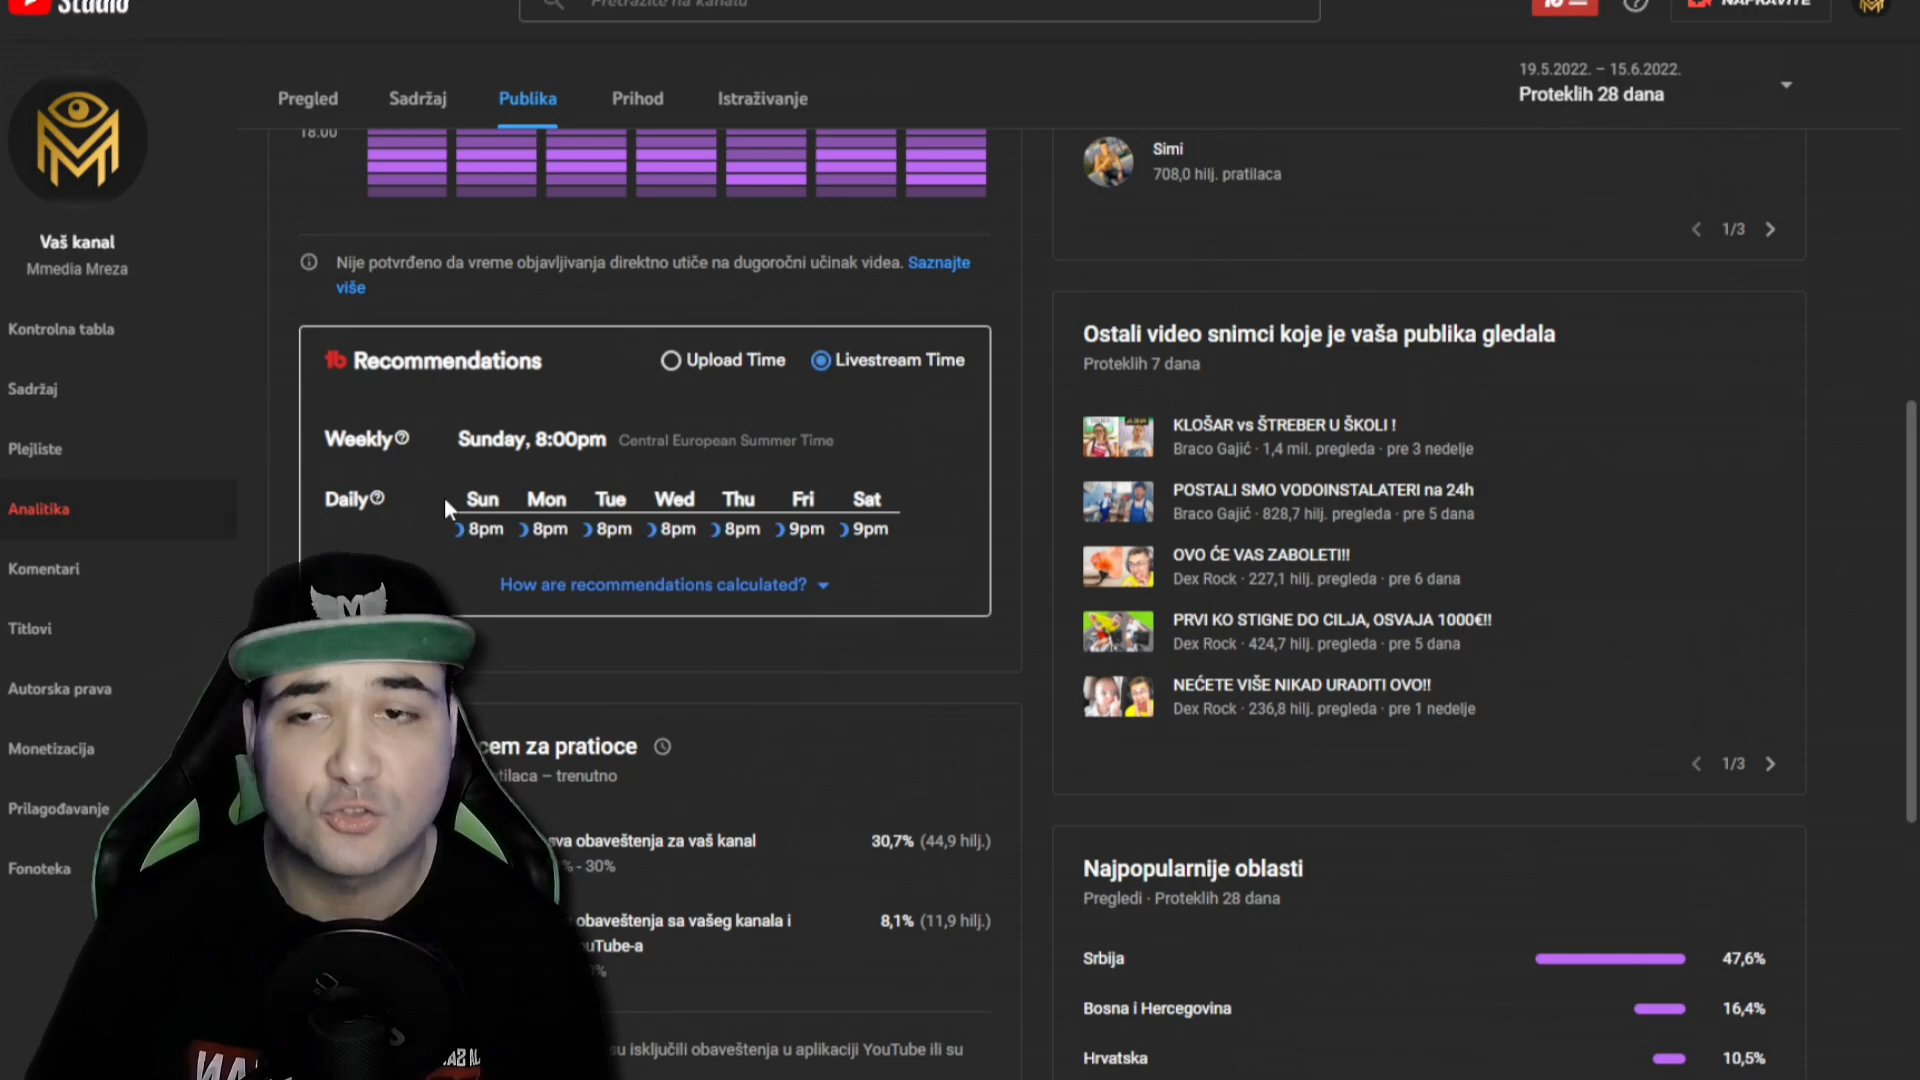 Studio
Pretražite na kanalu
NAPRAVITE
19.5.2022. – 15.6.2022.
Proteklih 28 dana
Pregled
Sadržaj
Publika
Prihod
Istraživanje
18.00
Vaš kanal
Mmedia Mreza
Kontrolna tabla
Sadržaj
Plejliste
Analitika
Komentari
Titlovi
Autorska prava
Monetizacija
Prilagođavanje
Fonoteka
Nije potvrđeno da vreme objavljivanja direktno utiče na dugoročni učinak videa. Saznajte
više
Recommendations
Upload Time
Livestream Time
Weekly
Sunday, 8:00pm Central European Summer Time
Daily
Sun Mon Tue Wed Thu Fri Sat
8pm 8pm 8pm 8pm 8pm 9pm 9pm
How are recommendations calculated?
za pratioce
– trenutno
obaveštenja za vaš kanal
30,7% (44,9 hilj.)
- 30%
obaveštenja sa vašeg kanala i
8,1% (11,9 hilj.)
su isključili obaveštenja u aplikaciji YouTube ili su
Simi
708,0 hilj. pratilaca
1/3
Ostali video snimci koje je vaša publika gledala
Proteklih 7 dana
KLOŠAR vs ŠTREBER U ŠKOLI !
Braco Gajić · 1,4 mil. pregleda · pre 3 nedelje
POSTALI SMO VODOINSTALATERI na 24h
Braco Gajić · 828,7 hilj. pregleda · pre 5 dana
OVO ĆE VAS ZABOLETI!!
Dex Rock · 227,1 hilj. pregleda · pre 6 dana
PRVI KO STIGNE DO CILJA, OSVAJA 1000€!!
Dex Rock · 424,7 hilj. pregleda · pre 5 dana
NEĆETE VIŠE NIKAD URADITI OVO!!
Dex Rock · 236,8 hilj. pregleda · pre 1 nedelje
1/3
Najpopularnije oblasti
Pregledi · Proteklih 28 dana
Srbija
47,6%
Bosna i Hercegovina
16,4%
Hrvatska
10,5%